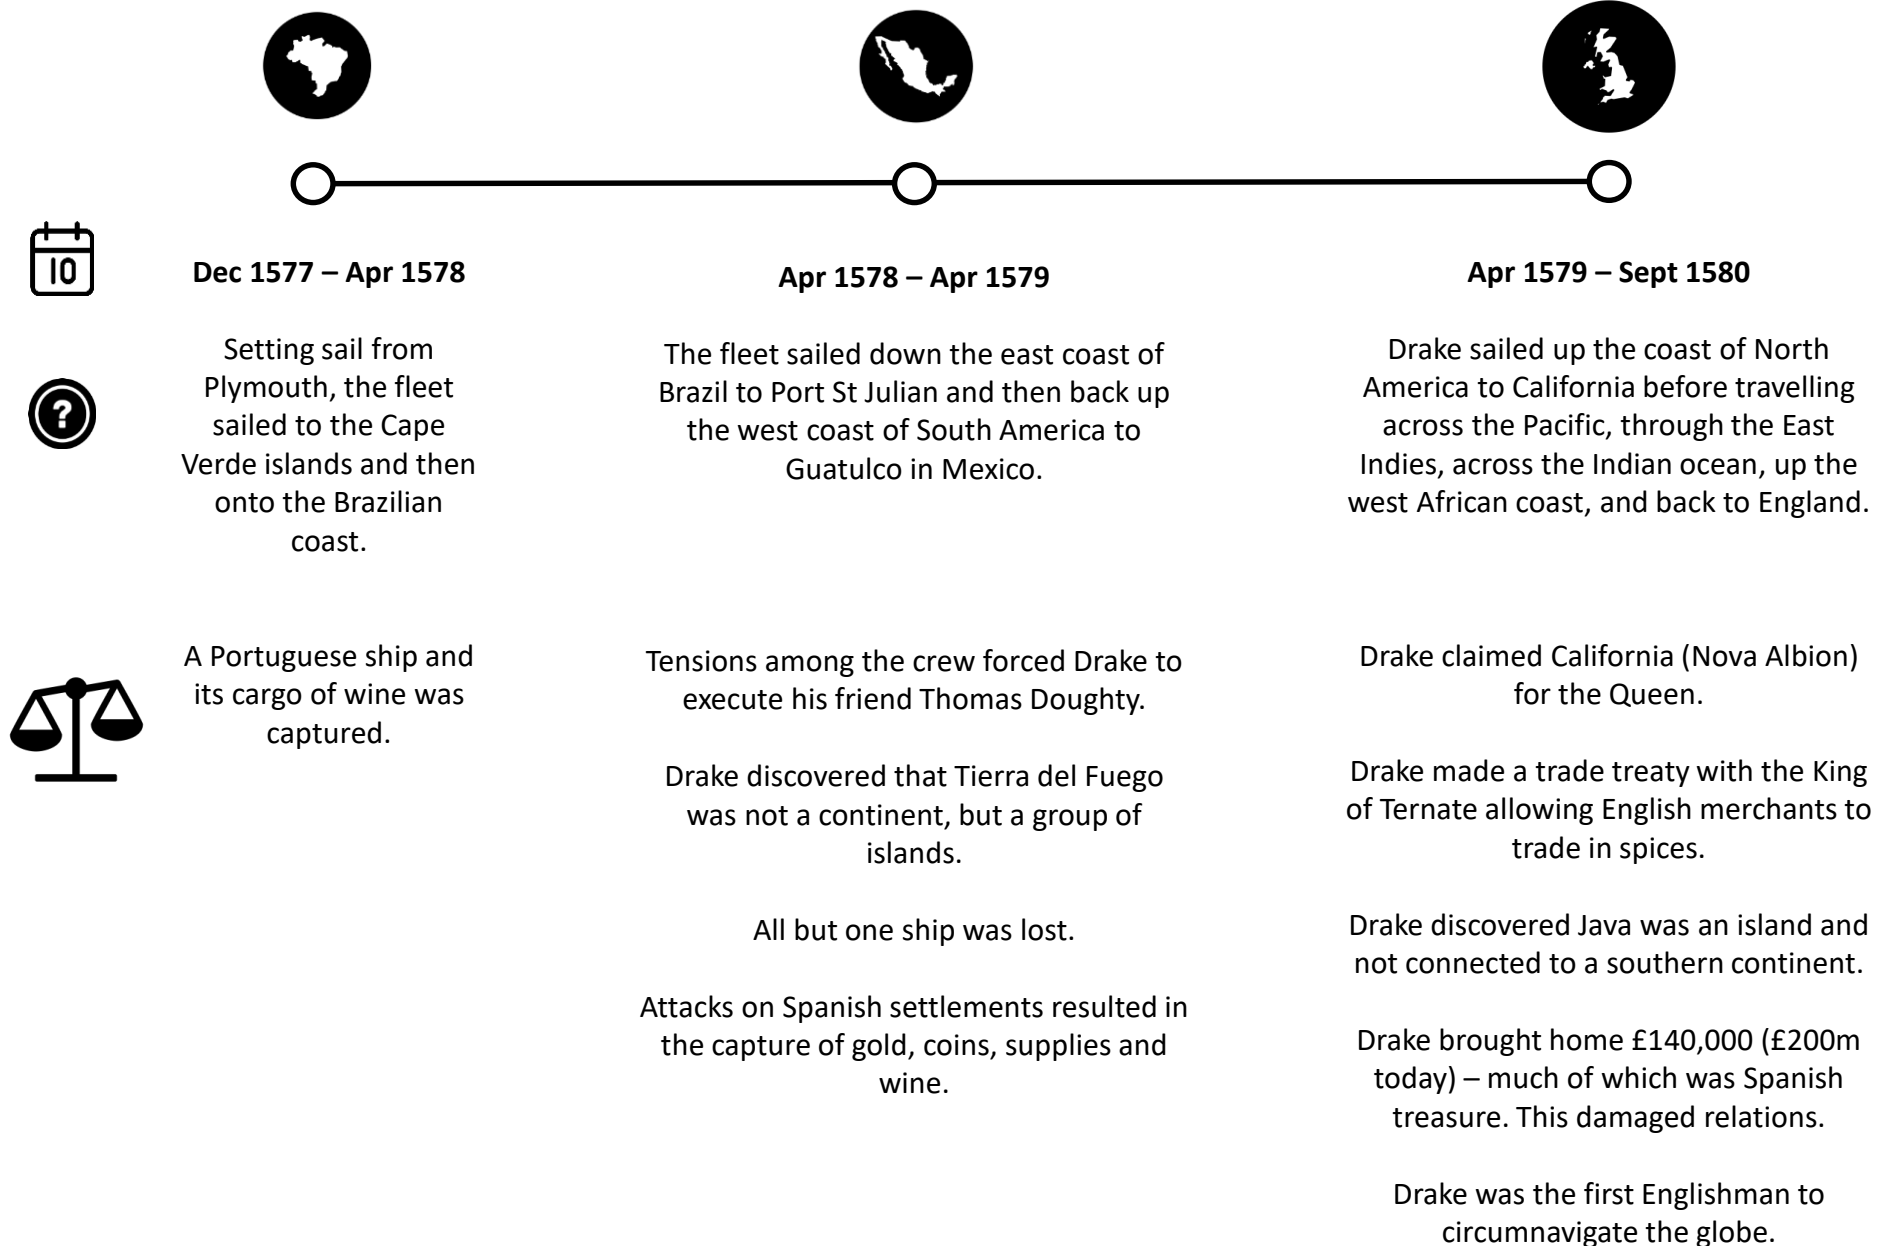 10
Dec 1577 – Apr 1578
Apr 1578 – Apr 1579
Apr 1579 – Sept 1580
?
Setting sail from
Plymouth, the fleet
sailed to the Cape
Verde islands and then
onto the Brazilian
coast.
The fleet sailed down the east coast of
Brazil to Port St Julian and then back up
the west coast of South America to
Guatulco in Mexico.
Drake sailed up the coast of North
America to California before travelling
across the Pacific, through the East
Indies, across the Indian ocean, up the
west African coast, and back to England.
A Portuguese ship and
its cargo of wine was
captured.
Tensions among the crew forced Drake to
execute his friend Thomas Doughty.
Drake discovered that Tierra del Fuego
was not a continent, but a group of
islands.
All but one ship was lost.
Attacks on Spanish settlements resulted in
the capture of gold, coins, supplies and
wine.
Drake claimed California (Nova Albion)
for the Queen.
Drake made a trade treaty with the King
of Ternate allowing English merchants to
trade in spices.
Drake discovered Java was an island and
not connected to a southern continent.
Drake brought home £140,000 (£200m
today) – much of which was Spanish
treasure. This damaged relations.
Drake was the first Englishman to
circumnavigate the globe.